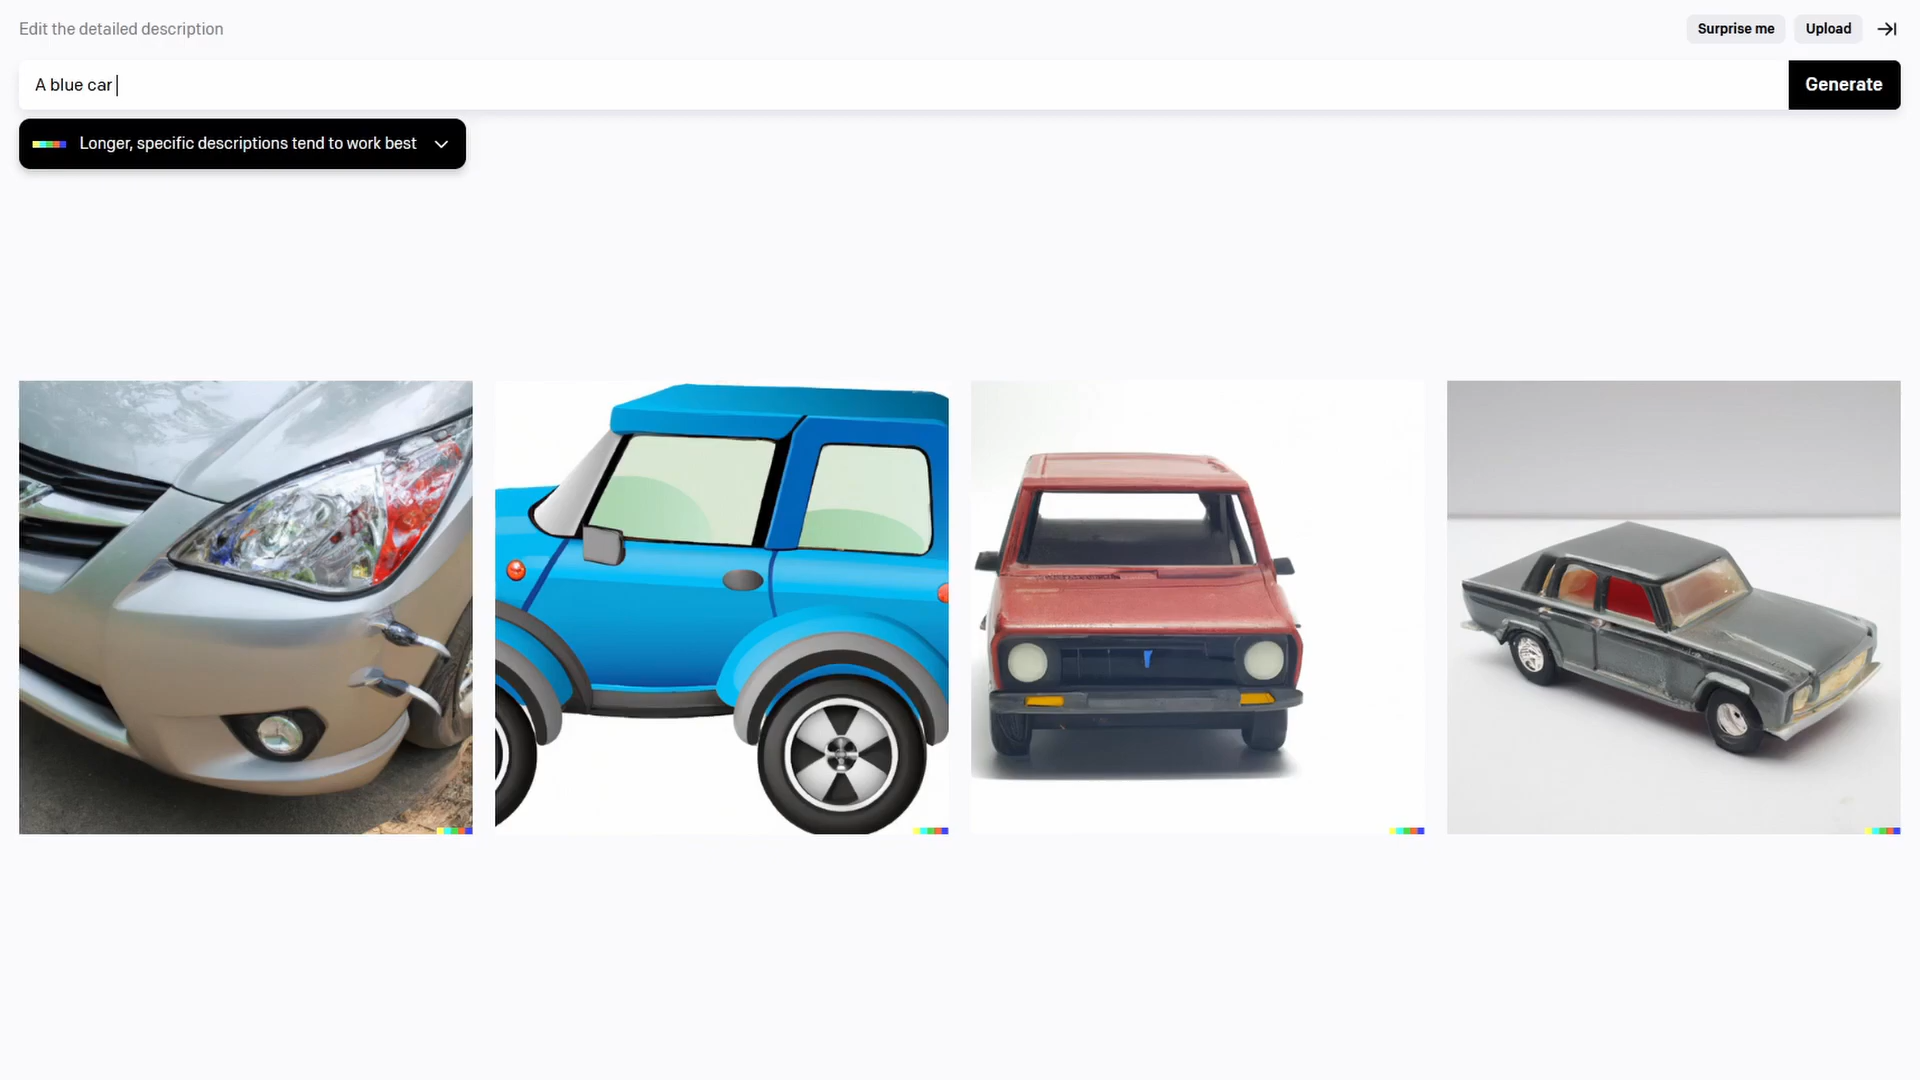 Edit the detailed description
Surprise me
Upload
A blue car
Generate
Longer, specific descriptions tend to work best